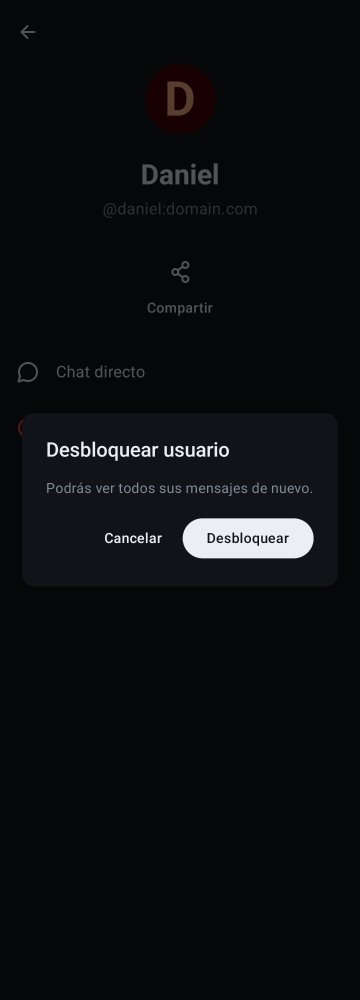 D
Daniel
@daniel:domain.com
Compartir
Chat directo
Desbloquear usuario
Podrás ver todos sus mensajes de nuevo.
Cancelar
Desbloquear